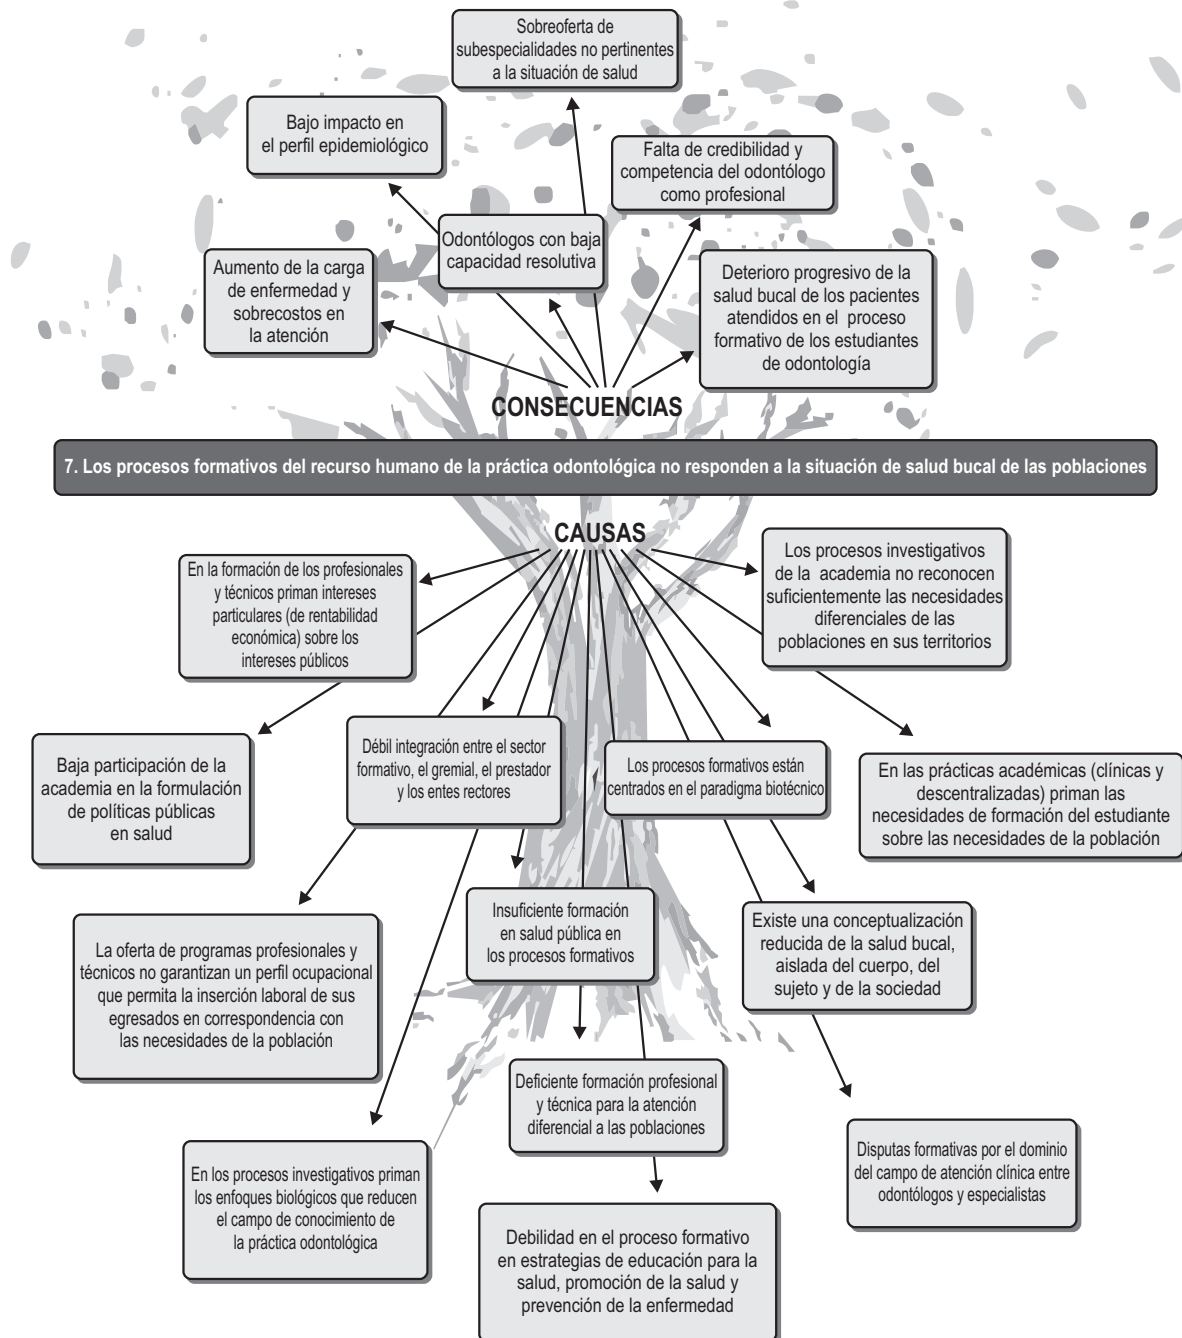 Sobreoferta de
subespecialidades no pertinentes
a la situación de salud
Bajo impacto en
el perfil epidemiológico
Falta de credibilidad y
competencia del odontólogo
como profesional
Odontólogos con baja
capacidad resolutiva
Aumento de la carga
de enfermedad y
sobrecostos en
la atención
Deterioro progresivo de la
salud bucal de los pacientes
atendidos en el proceso
formativo de los estudiantes
de odontología
CONSECUENCIAS
7. Los procesos formativos del recurso humano de la práctica odontológica no responden a la situación de salud bucal de las poblaciones
CAUSAS
En la formación de los profesionales
y técnicos priman intereses
particulares (de rentabilidad
económica) sobre los
intereses públicos
Los procesos investigativos
de la academia no reconocen
suficientemente las necesidades
diferenciales de las
poblaciones en sus territorios
Baja participación de la
academia en la formulación
de políticas públicas
en salud
Débil integración entre el sector
formativo, el gremial, el prestador
y los entes rectores
Los procesos formativos están
centrados en el paradigma biotécnico
En las prácticas académicas (clínicas y
descentralizadas) priman las
necesidades de formación del estudiante
sobre las necesidades de la población
La oferta de programas profesionales y
técnicos no garantizan un perfil ocupacional
que permita la inserción laboral de sus
egresados en correspondencia con
las necesidades de la población
Insuficiente formación
en salud pública en
los procesos formativos
Existe una conceptualización
reducida de la salud bucal,
aislada del cuerpo, del
sujeto y de la sociedad
Deficiente formación profesional
y técnica para la atención
diferencial a las poblaciones
En los procesos investigativos priman
los enfoques biológicos que reducen
el campo de conocimiento de
la práctica odontológica
Disputas formativas por el dominio
del campo de atención clínica entre
odontólogos y especialistas
Debilidad en el proceso formativo
en estrategias de educación para la
salud, promoción de la salud y
prevención de la enfermedad